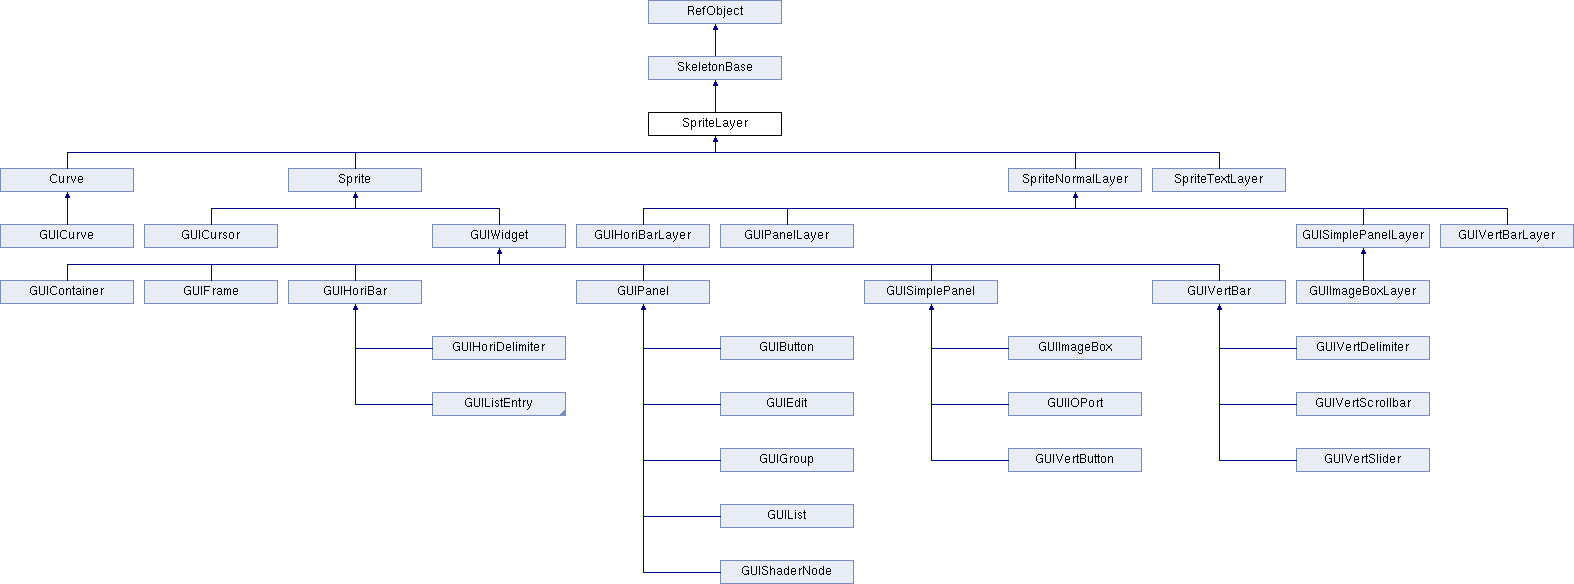 RefObject
SkeletonBase
SpriteLayer
Curve
Sprite
SpriteNormalLayer
SpriteTextLayer
GUICurve
GUICursor
GUIWidget
GUIHoriBarLayer
GUIPanelLayer
GUISimplePanelLayer
GUIVertBarLayer
GUIContainer
GUIFrame
GUIHoriBar
GUIPanel
GUISimplePanel
GUIVertBar
GUIImageBoxLayer
GUIHoriDelimiter
GUIButton
GUIImageBox
GUIVertDelimiter
GUIListEntry
GUIEdit
GUIIOPort
GUIVertScrollbar
GUIGroup
GUIVertButton
GUIVertSlider
GUIList
GUIShaderNode